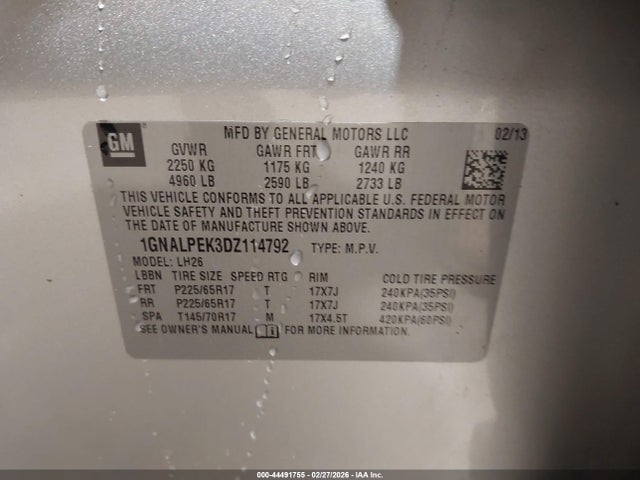 GM
MFD BY GENERAL MOTORS LLC 02/13
GVWR GAWR FRT GAWR RR
2250 KG 1175 KG 1240 KG
4960 LB 2590 LB 2733 LB
THIS VEHICLE CONFORMS TO ALL APPLICABLE U.S. FEDERAL MOTOR
VEHICLE SAFETY AND THEFT PREVENTION STANDARDS IN EFFECT ON
THE DATE OF MANUFACTURE SHOWN ABOVE.
1GNALPEK3DZ114792 TYPE: M.P.V.
MODEL: LH26
LBBN TIRE SIZE SPEED RTG RIM COLD TIRE PRESSURE
FRT P225/65R17 T 17X7J 240KPA(35PSI)
RR P225/65R17 T 17X7J 240KPA(35PSI)
SPA T145/70R17 M 17X4.5T 420KPA(60PSI)
SEE OWNER'S MANUAL FOR MORE INFORMATION.
000-44491755 - 02/27/2026 - IAA Inc.